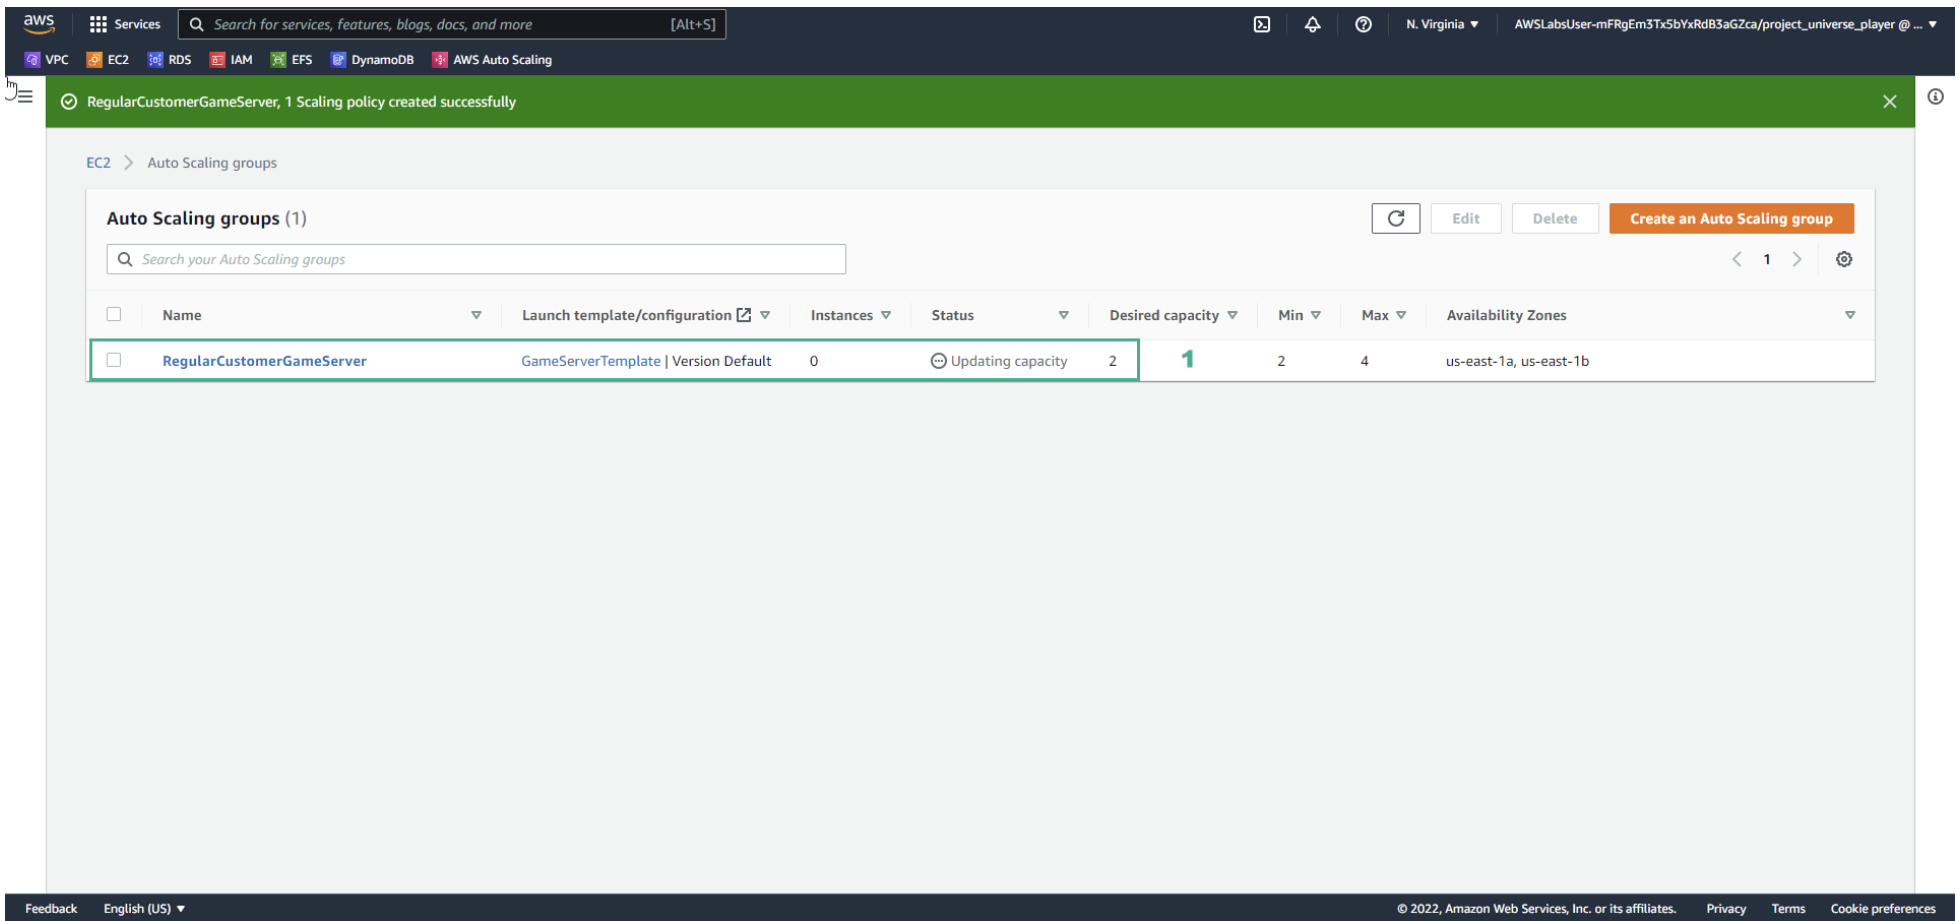 aws Services Search for services, features, blogs, docs, and more [Alt+S] N. Virginia AWSLabsUser-mFRgEm3Tx5bYxRdB3aGZca/project_universe_player @ ...
VPC EC2 RDS IAM EFS DynamoDB AWS Auto Scaling
RegularCustomerGameServer, 1 Scaling policy created successfully
EC2 Auto Scaling groups
Auto Scaling groups (1) Edit Delete Create an Auto Scaling group
Search your Auto Scaling groups 1
Name Launch template/configuration Instances Status Desired capacity Min Max Availability Zones
RegularCustomerGameServer GameServerTemplate | Version Default 0 Updating capacity 2 1 2 4 us-east-1a, us-east-1b
Feedback English (US) © 2022, Amazon Web Services, Inc. or its affiliates. Privacy Terms Cookie preferences